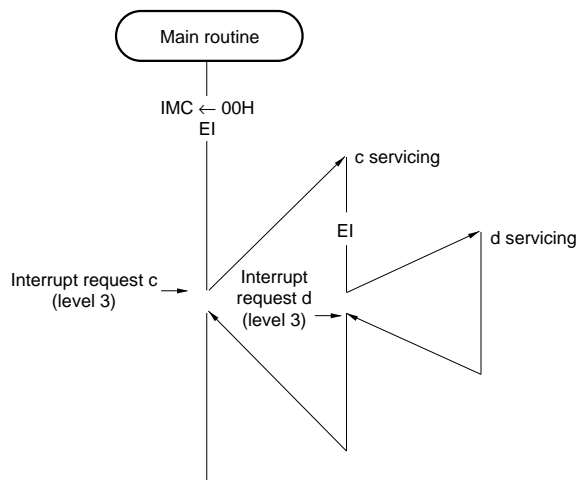 Main routine
IMC ← 00H
EI
c servicing
EI
d servicing
Interrupt request c
(level 3)
Interrupt
request d
(level 3)